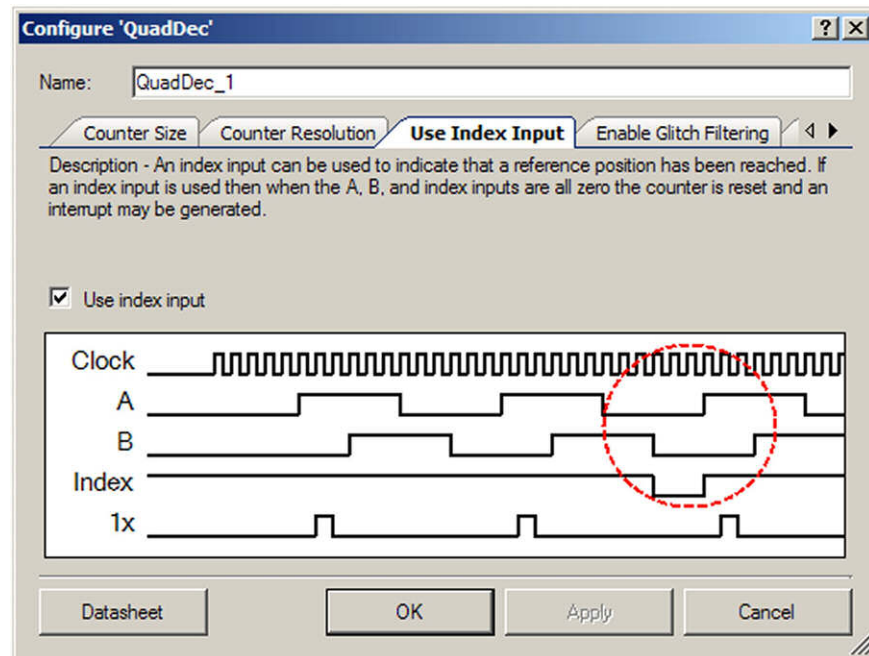 Configure 'QuadDec'
Name: QuadDec_1
Counter Size Counter Resolution Use Index Input Enable Glitch Filtering
Description - An index input can be used to indicate that a reference position has been reached. If
an index input is used then when the A, B, and index inputs are all zero the counter is reset and an
interrupt may be generated.
Use index input
Clock
A
B
Index
1x
Datasheet OK Apply Cancel